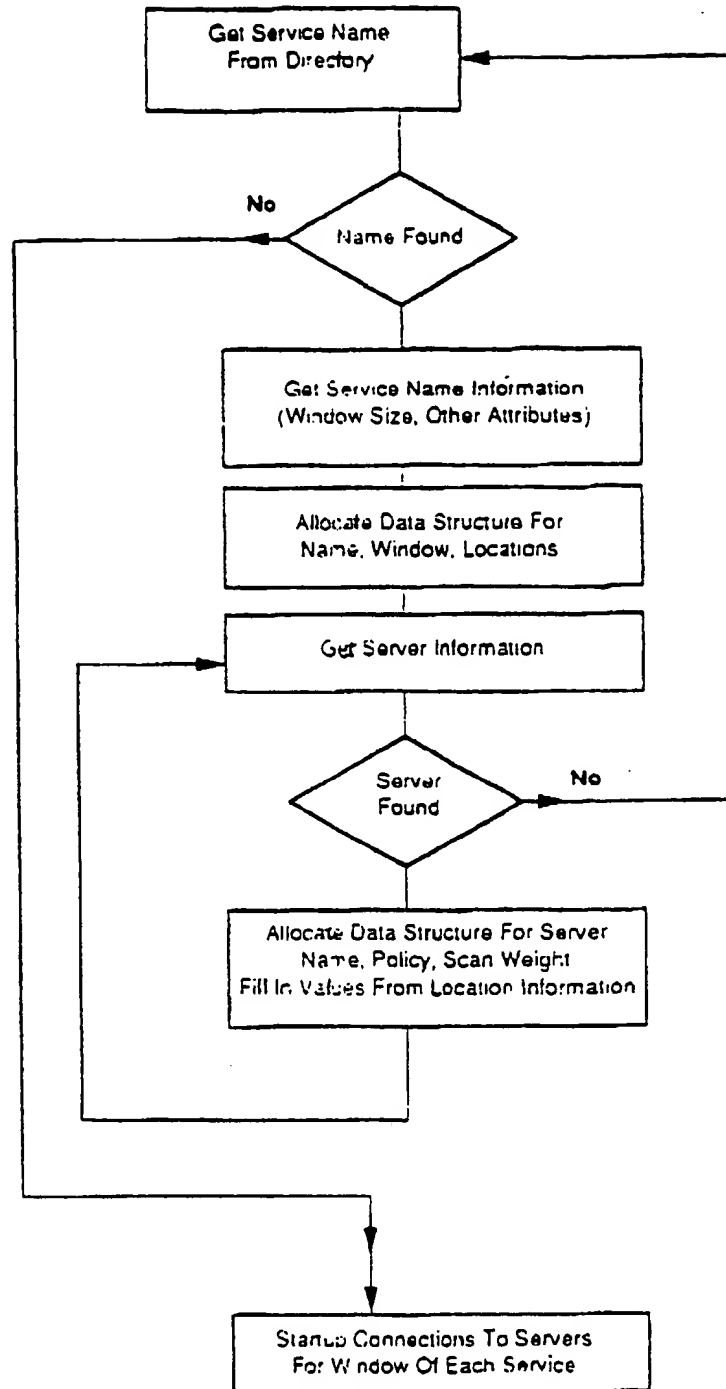 Get Service Name
From Directory
No
Name Found
Get Service Name Information
(Window Size, Other Attributes)
Allocate Data Structure For
Name, Window, Locations
Get Server Information
Server
Found
No
Allocate Data Structure For Server
Name, Policy, Scan Weight
Fill In Values From Location Information
Startup Connections To Servers
For Window Of Each Service